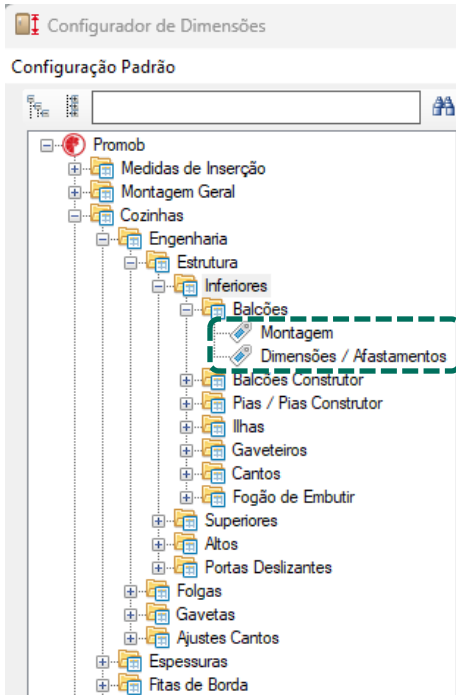 Configurador de Dimensões
Configuração Padrão
Promob
Medidas de Inserção
Montagem Geral
Cozinhas
Engenharia
Estrutura
Inferiores
Balcões
Montagem
Dimensões / Afastamentos
Balcões Construtor
Pias / Pias Construtor
Ilhas
Gaveteiros
Cantos
Fogão de Embutir
Superiores
Altos
Portas Deslizantes
Folgas
Gavetas
Ajustes Cantos
Espessuras
Fitas de Borda